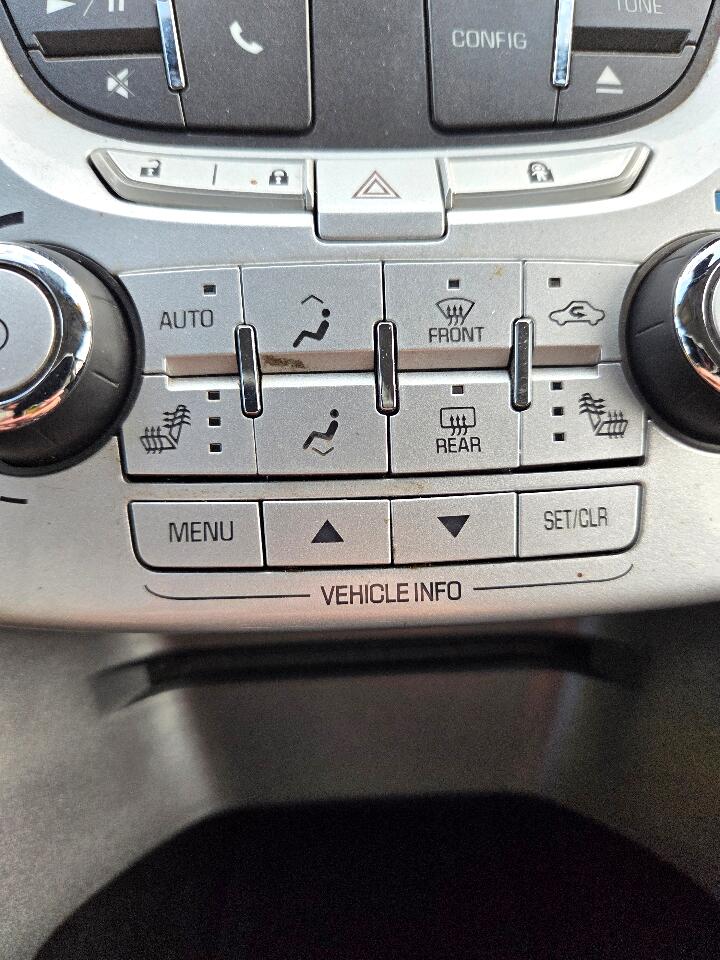 TONE
CONFIG
AUTO
FRONT
REAR
MENU
SET/CLR
VEHICLE INFO